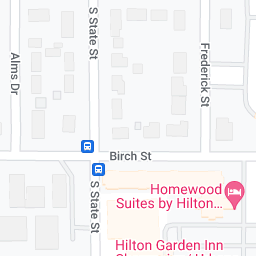 Alms Dr
S State St
Frederick St
Birch St
S State St
Homewood
Suites by Hilton...
Hilton Garden Inn